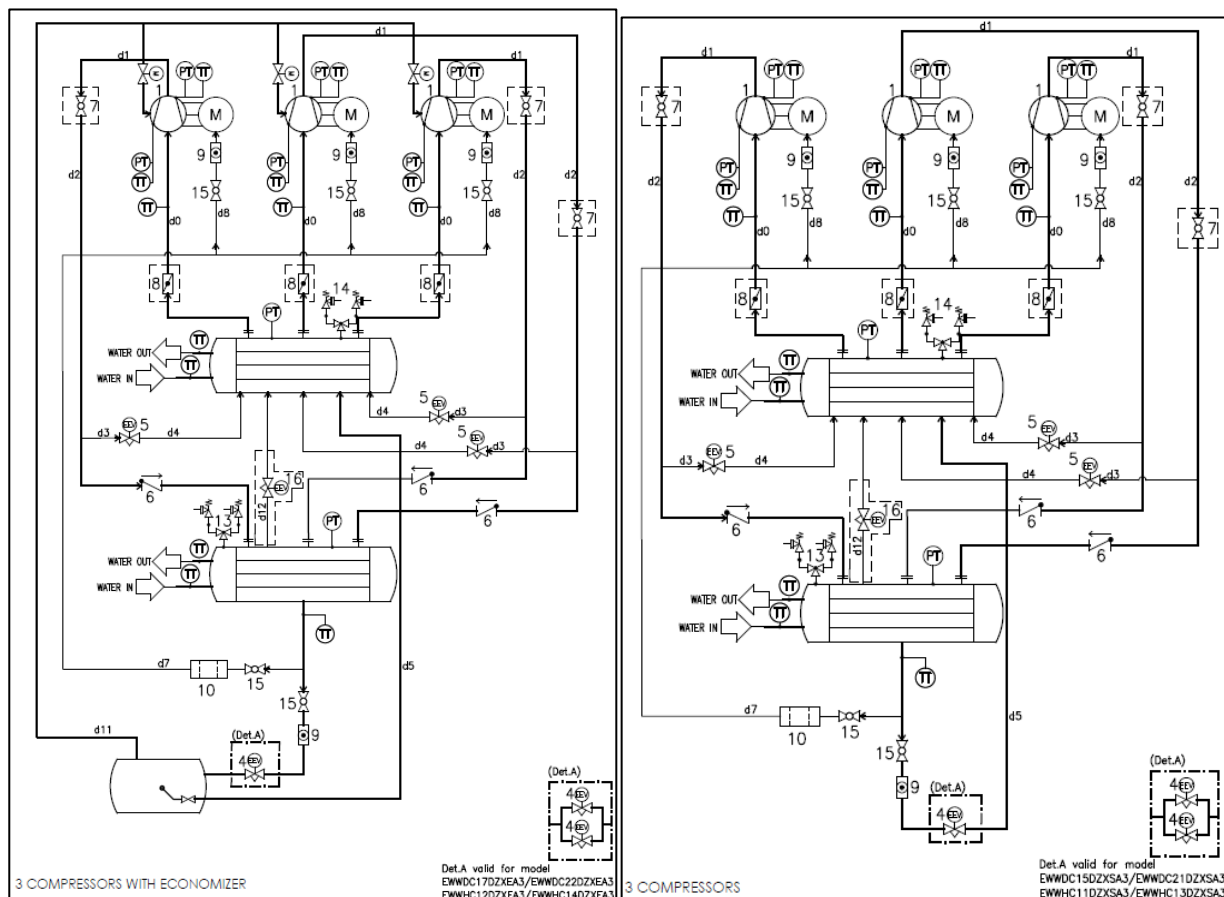 d1
d1
d1
1
PT
TT
1
PT
TT
1
PT
TT
7
M
M
M
7
9
9
9
PT
TT
PT
TT
PT
TT
d2
15
15
15
d2
d2
TT
d0
d8
TT
d0
d8
TT
d0
d8
7
8
8
8
14
PT
WATER OUT
TT
WATER IN
TT
5
EEV
d4
d3
d3
EEV
5
d4
5
EEV
d4
d3
6
16
EEV
6
d12
13
PT
6
WATER OUT
TT
WATER IN
TT
TT
d7
10
15
15
d5
d11
(Det.A)
9
4
EEV
(Det.A)
4
EEV
4
EEV
Det.A valid for model
EWWDC17DZXEA3/EWWDC22DZXEA3
EWWHC12DZXEA3/EWWHC14DZXEA3
3 COMPRESSORS WITH ECONOMIZER
d1
d1
d1
1
PT
TT
1
PT
TT
1
PT
TT
7
M
M
M
7
9
9
9
PT
TT
PT
TT
PT
TT
d2
15
15
15
d2
d2
TT
d0
d8
TT
d0
d8
TT
d0
d8
7
8
8
8
14
PT
WATER OUT
TT
WATER IN
TT
5
EEV
d4
d3
d3
EEV
5
d4
5
EEV
d4
d3
6
16
EEV
6
d12
13
PT
6
WATER OUT
TT
WATER IN
TT
TT
d7
10
15
15
d5
9
(Det.A)
4
EEV
(Det.A)
4
EEV
4
EEV
Det.A valid for model
EWWDC15DZXSA3/EWWDC21DZXSA3
EWWHC11DZXSA3/EWWHC13DZXSA3
3 COMPRESSORS